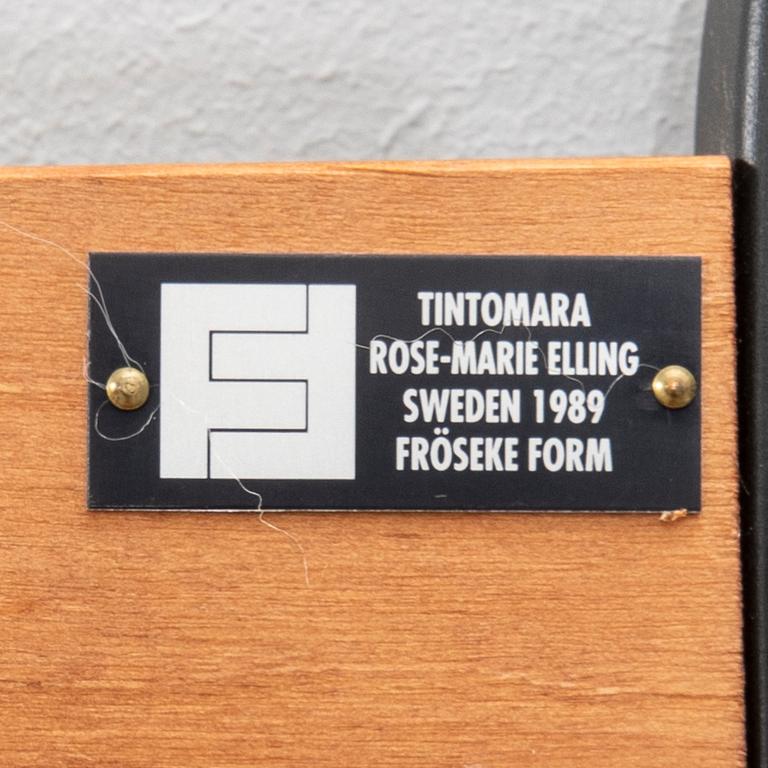 TINTOMARA
ROSE-MARIE ELLING
SWEDEN 1989
FRÖSEKE FORM